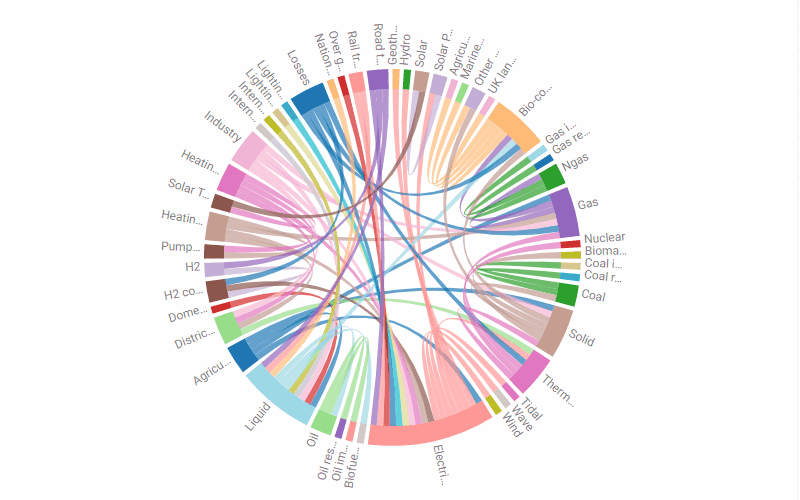 Geoth...
Hydro
Solar
Solar P...
Agricu...
Marine...
Other ...
UK lan...
Bio-co...
Gas i...
Gas re...
Ngas
Gas
Nuclear
Bioma...
Coal i...
Coal r...
Coal
Solid
Therm...
Tidal
Wave
Wind
Electri...
Biofue...
Oil im...
Oil res...
Oil
Liquid
Agricu...
Distric...
Dome...
H2 co...
H2
Pump...
Heatin...
Solar T...
Heatin...
Industry
Intern...
Intern...
Lightin...
Lightin...
Losses
Nation...
Over g...
Rail tr...
Road t...